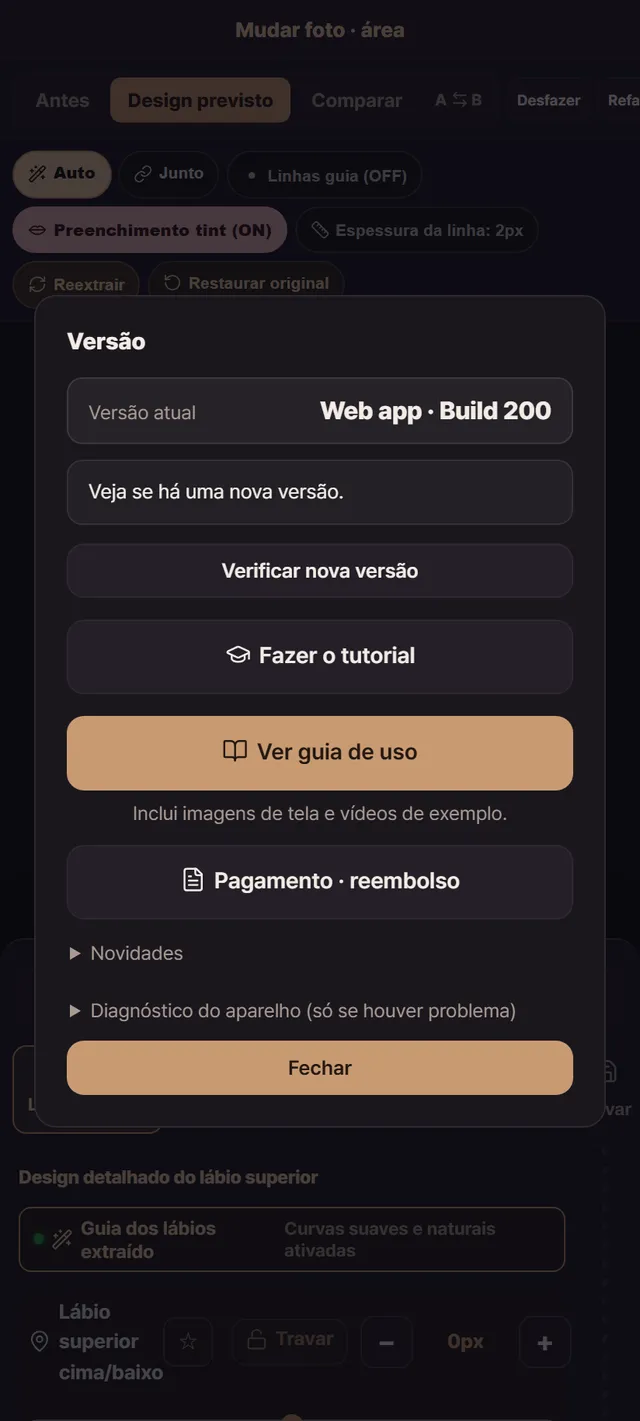 Mudar foto · área
Antes
Design previsto
Comparar
A ⇆ B
Desfazer
Refa
Auto
Junto
Linhas guia (OFF)
Preenchimento tint (ON)
Espessura da linha: 2px
Reextrair
Restaurar original
Versão
Versão atual
Web app · Build 200
Veja se há uma nova versão.
Verificar nova versão
Fazer o tutorial
Ver guia de uso
Inclui imagens de tela e vídeos de exemplo.
Pagamento · reembolso
Novidades
Diagnóstico do aparelho (só se houver problema)
Fechar
var
Design detalhado do lábio superior
Guia dos lábios
extraído
Curvas suaves e naturais
ativadas
Lábio
superior
cima/baixo
Travar
−
0px
+